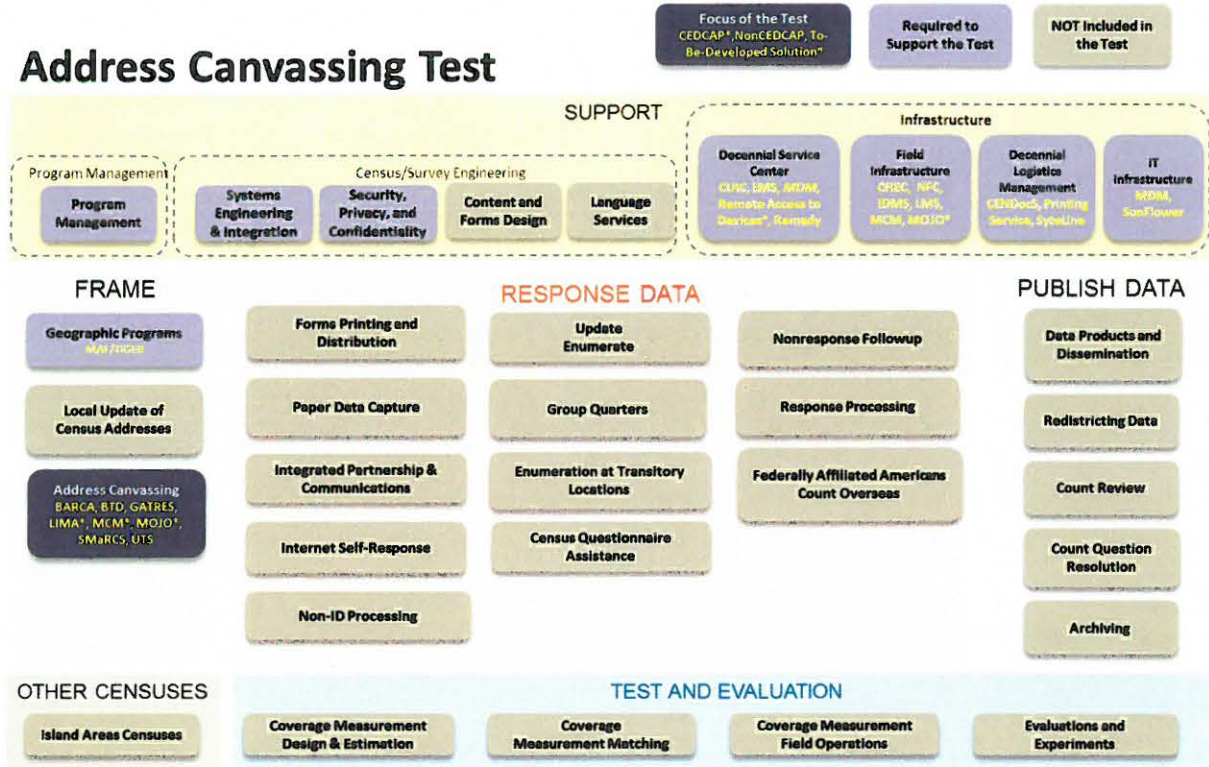 Address Canvassing Test
Focus of the Test
CEDCAP*, NonCEDCAP, To-
Be-Developed Solution*
Required to
Support the Test
NOT Included in
the Test
SUPPORT
Program Management
Program
Management
Census/Survey Engineering
Systems
Engineering
& Integration
Security,
Privacy, and
Confidentiality
Content and
Forms Design
Language
Services
Infrastructure
Decennial Service
Center
EMS, MDM,
Remote Access to
Devices*, Remedy
Field
Infrastructure
CHEC, NFC,
IDMS, LMS,
MCM, MOJO*
Decennial
Logistics
Management
CENDocS, Printing
Service, SyteLine
IT
Infrastructure
MDM,
SunFlower
FRAME
Geographic Programs
MAF/TIGER
Local Update of
Census Addresses
Address Canvassing
BARCA, BTD, GATRES,
LIMA*, MCM*, MOJO*,
SMaRCS, UTS
RESPONSE DATA
Forms Printing and
Distribution
Paper Data Capture
Integrated Partnership &
Communications
Internet Self-Response
Non-ID Processing
Update
Enumerate
Group Quarters
Enumeration at Transitory
Locations
Census Questionnaire
Assistance
Nonresponse Followup
Response Processing
Federally Affiliated Americans
Count Overseas
PUBLISH DATA
Data Products and
Dissemination
Redistricting Data
Count Review
Count Question
Resolution
Archiving
OTHER CENSUSES
Island Areas Censuses
TEST AND EVALUATION
Coverage Measurement
Design & Estimation
Coverage
Measurement Matching
Coverage Measurement
Field Operations
Evaluations and
Experiments